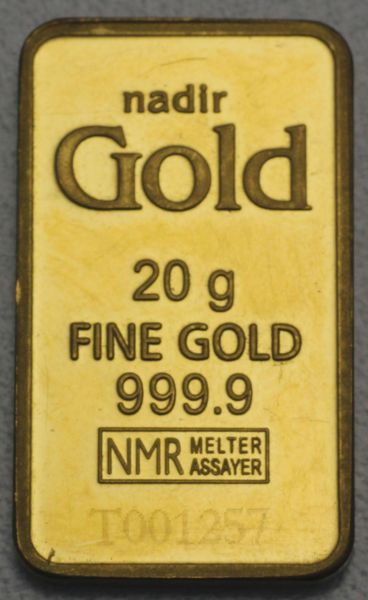 nadir
Gold
20 g
FINE GOLD
999.9
NMR MELTER
ASSAYER
T001257